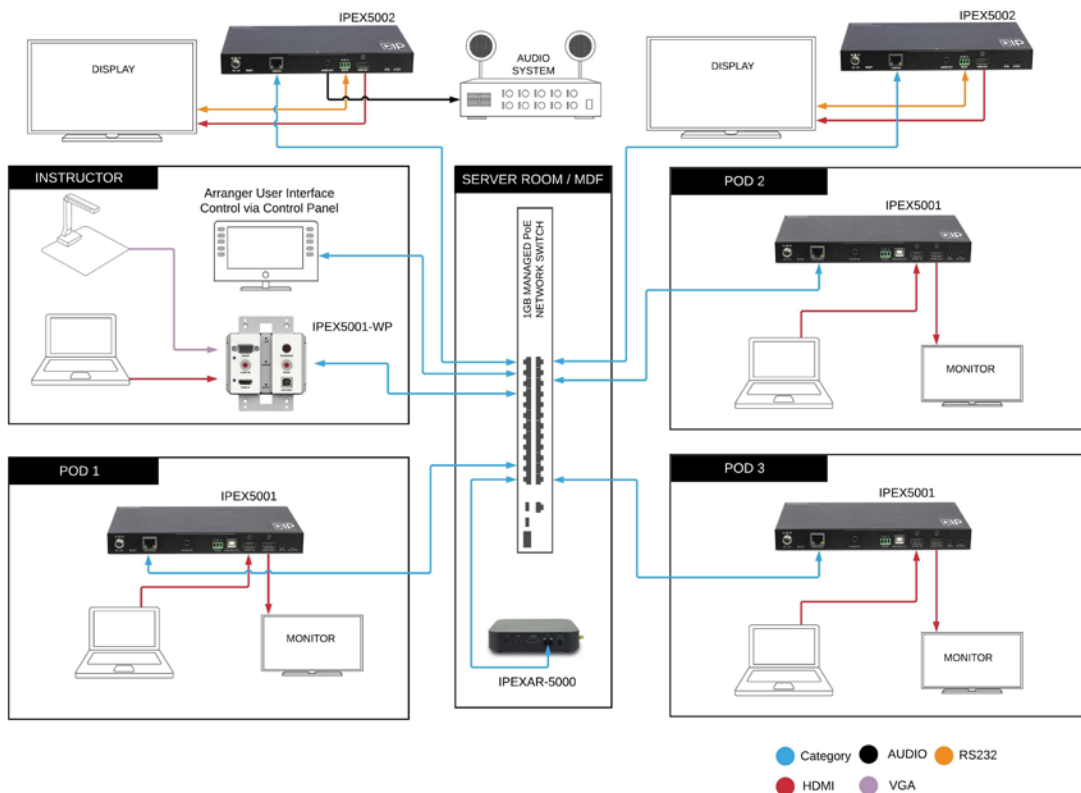 IPEX5002
DISPLAY
AUDIO
SYSTEM
IPEX5002
DISPLAY
INSTRUCTOR
Arranger User Interface
Control via Control Panel
IPEX5001-WP
SERVER ROOM / MDF
1GB MANAGED PoE
NETWORK SWITCH
IPEXAR-5000
POD 2
IPEX5001
MONITOR
POD 1
IPEX5001
MONITOR
POD 3
IPEX5001
MONITOR
Category
AUDIO
RS232
HDMI
VGA